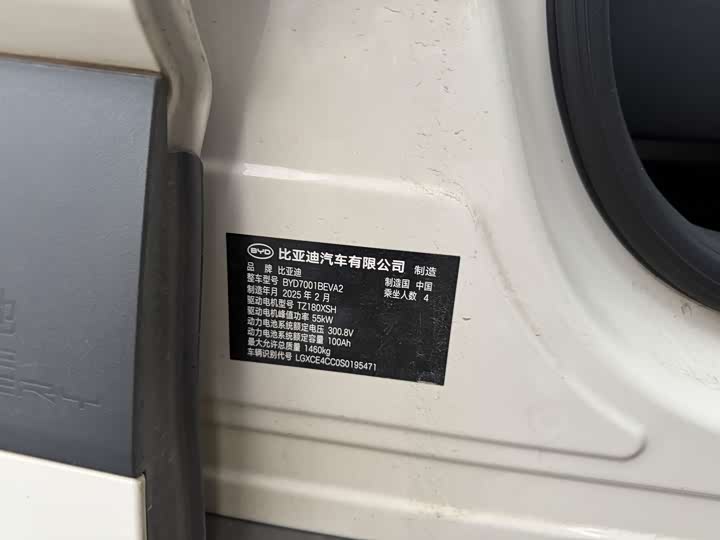 BYD 比亚迪汽车有限公司 制造
品 牌 比亚迪 制造国 中国
整车型号 BYD7001BEVA2 乘坐人数 4
制造年月 2025 年 2 月
驱动电机型号 TZ180XSH
驱动电机峰值功率 55kW
动力电池系统额定电压 300.8V
动力电池系统额定容量 100Ah
最大允许总质量 1460kg
车辆识别代号 LGXCE4CC0S0195471